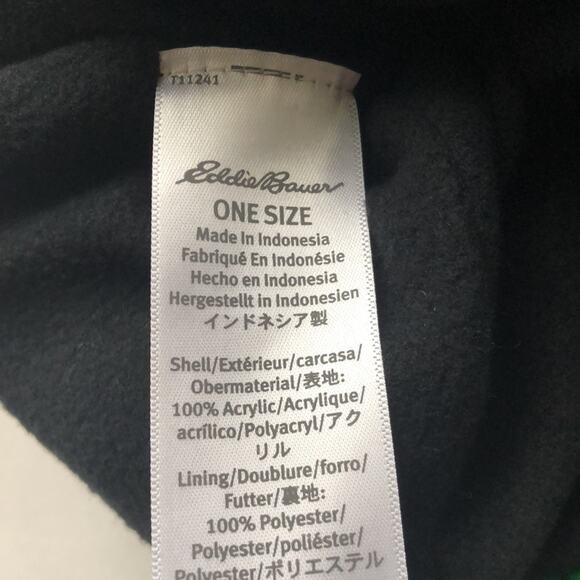 T11241
Eddie Bauer
ONE SIZE
Made In Indonesia
Fabriqué En Indonésie
Hecho en Indonesia
Hergestellt in Indonesien
インドネシア製
Shell/Extérieur/carcasa/
Obermaterial/表地:
100% Acrylic/Acrylique/
acrílico/Polyacryl/アク
リル
Lining/Doublure/forro/
Futter/裏地:
100% Polyester/
Polyester/poliéster/
Polyester/ポリエステル